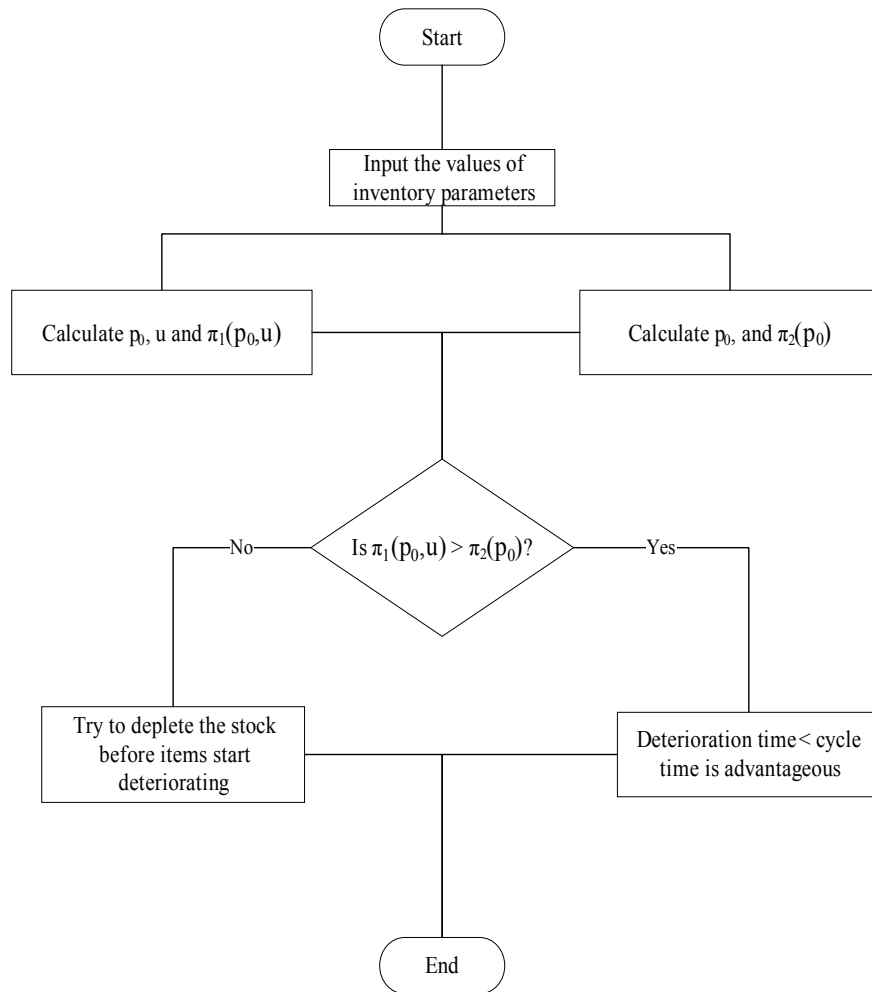 Start
Input the values of
inventory parameters
Calculate p₀, u and π₁(p₀,u)
Calculate p₀, and π₂(p₀)
Is π₁(p₀,u) > π₂(p₀)?
No
Yes
Try to deplete the stock
before items start
deteriorating
Deterioration time< cycle
time is advantageous
End